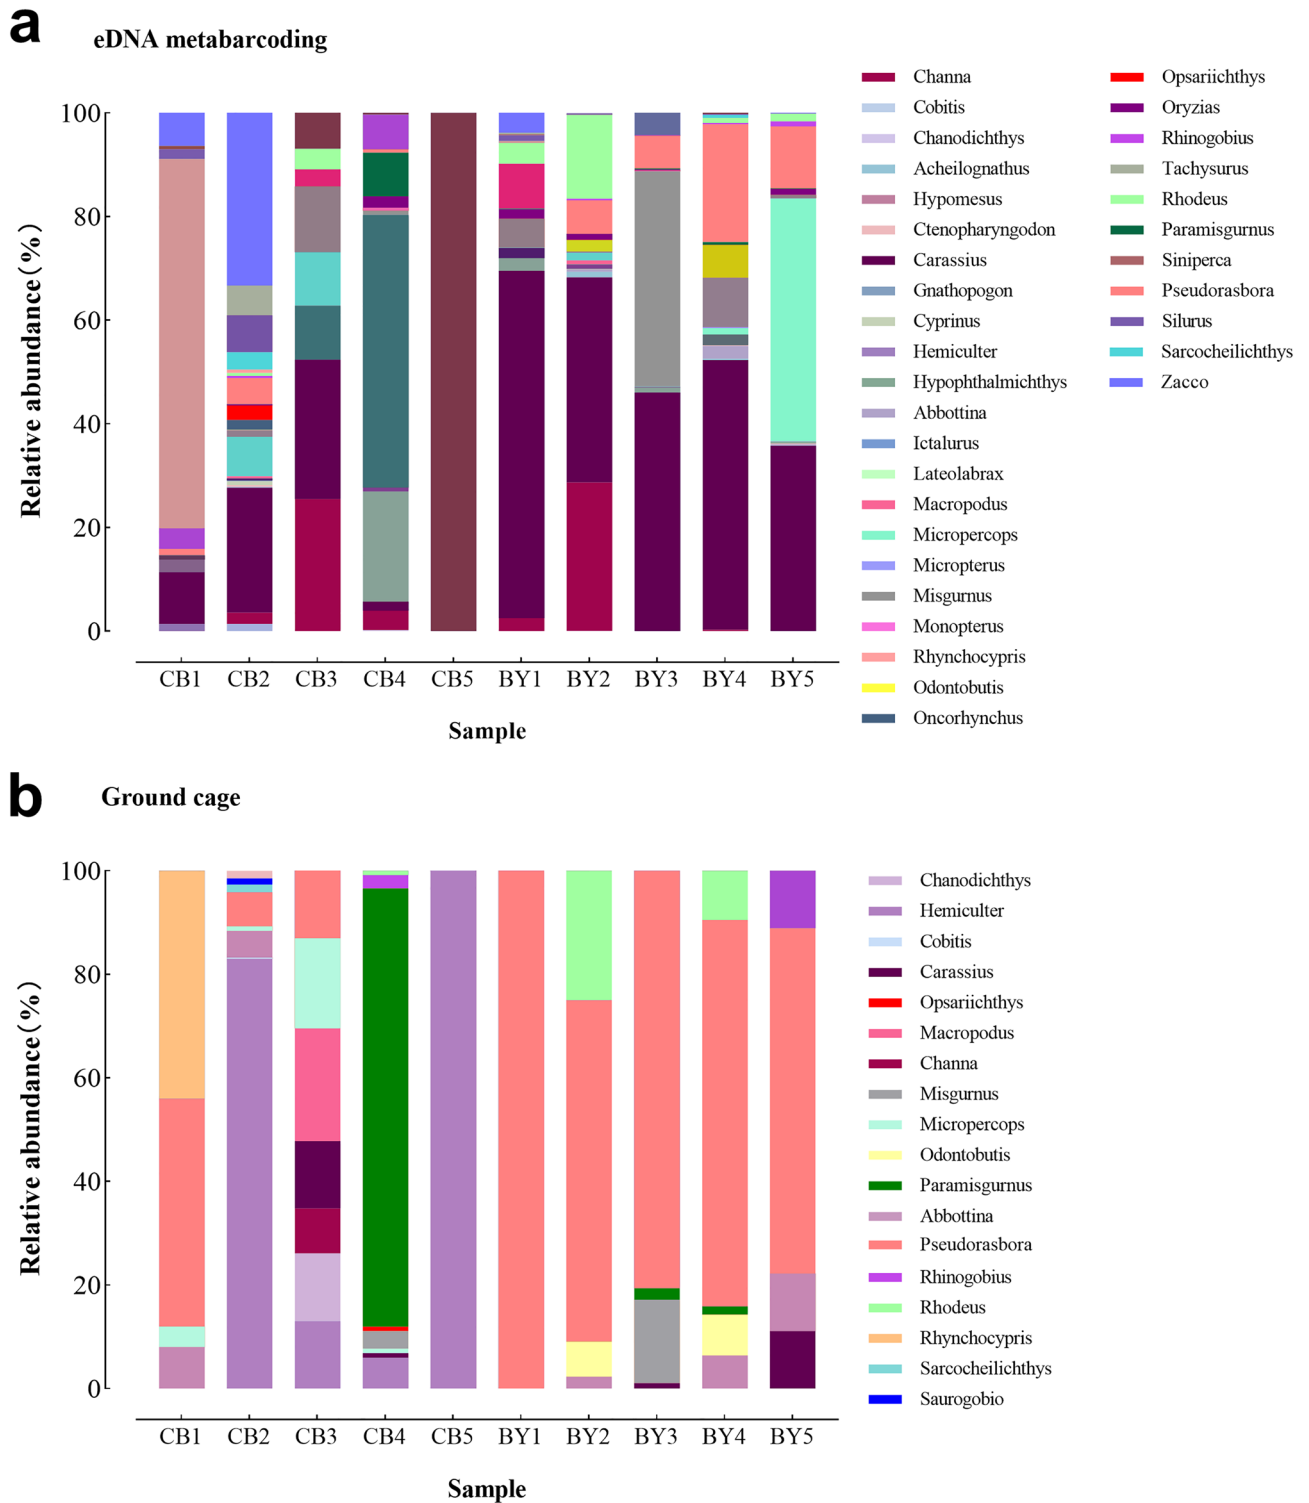 a
eDNA metabarcoding
Relative abundance(%)
100
80
60
40
20
0
CB1 CB2 CB3 CB4 CB5 BY1 BY2 BY3 BY4 BY5
Sample
Channa
Cobitis
Chanodichthys
Acheilognathus
Hypomesus
Ctenopharyngodon
Carassius
Gnathopogon
Cyprinus
Hemiculter
Hypophthalmichthys
Abbottina
Ictalurus
Lateolabrax
Macropodus
Micropercops
Micropterus
Misgurnus
Monopterus
Rhynchocypris
Odontobutis
Oncorhynchus
Opsariichthys
Oryzias
Rhinogobius
Tachysurus
Rhodeus
Paramisgurnus
Siniperca
Pseudorasbora
Silurus
Sarcocheilichthys
Zacco
b
Ground cage
Relative abundance(%)
100
80
60
40
20
0
CB1 CB2 CB3 CB4 CB5 BY1 BY2 BY3 BY4 BY5
Sample
Chanodichthys
Hemiculter
Cobitis
Carassius
Opsariichthys
Macropodus
Channa
Misgurnus
Micropercops
Odontobutis
Paramisgurnus
Abbottina
Pseudorasbora
Rhinogobius
Rhodeus
Rhynchocypris
Sarcocheilichthys
Saurogobio